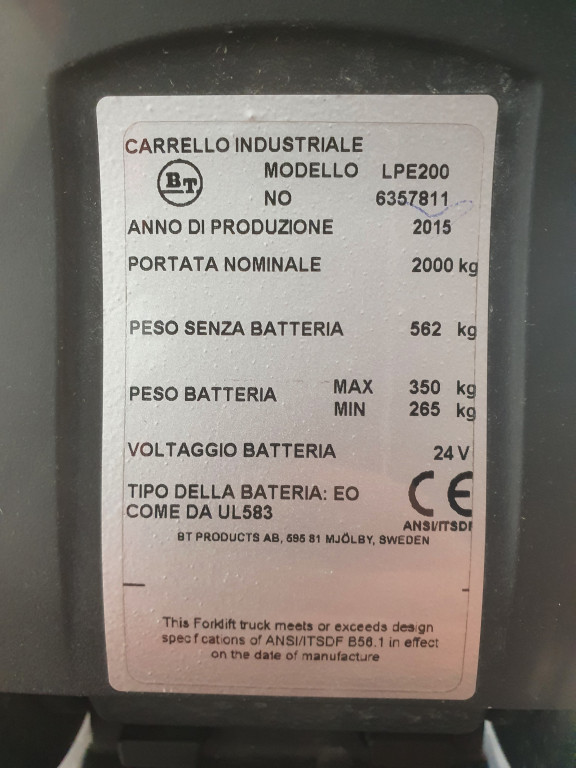 CARRELLO INDUSTRIALE
BT MODELLO LPE200
NO 6357811
ANNO DI PRODUZIONE 2015
PORTATA NOMINALE 2000 kg
PESO SENZA BATTERIA 562 kg
PESO BATTERIA MAX 350 kg
MIN 265 kg
VOLTAGGIO BATTERIA 24 V
TIPO DELLA BATERIA: EO
COME DA UL583
CE
ANSI/ITSDF
BT PRODUCTS AB, 595 81 MJÖLBY, SWEDEN
This Forklift truck meets or exceeds design
specfcations of ANSI/ITSDF B56.1 in effect
on the date of manufacture